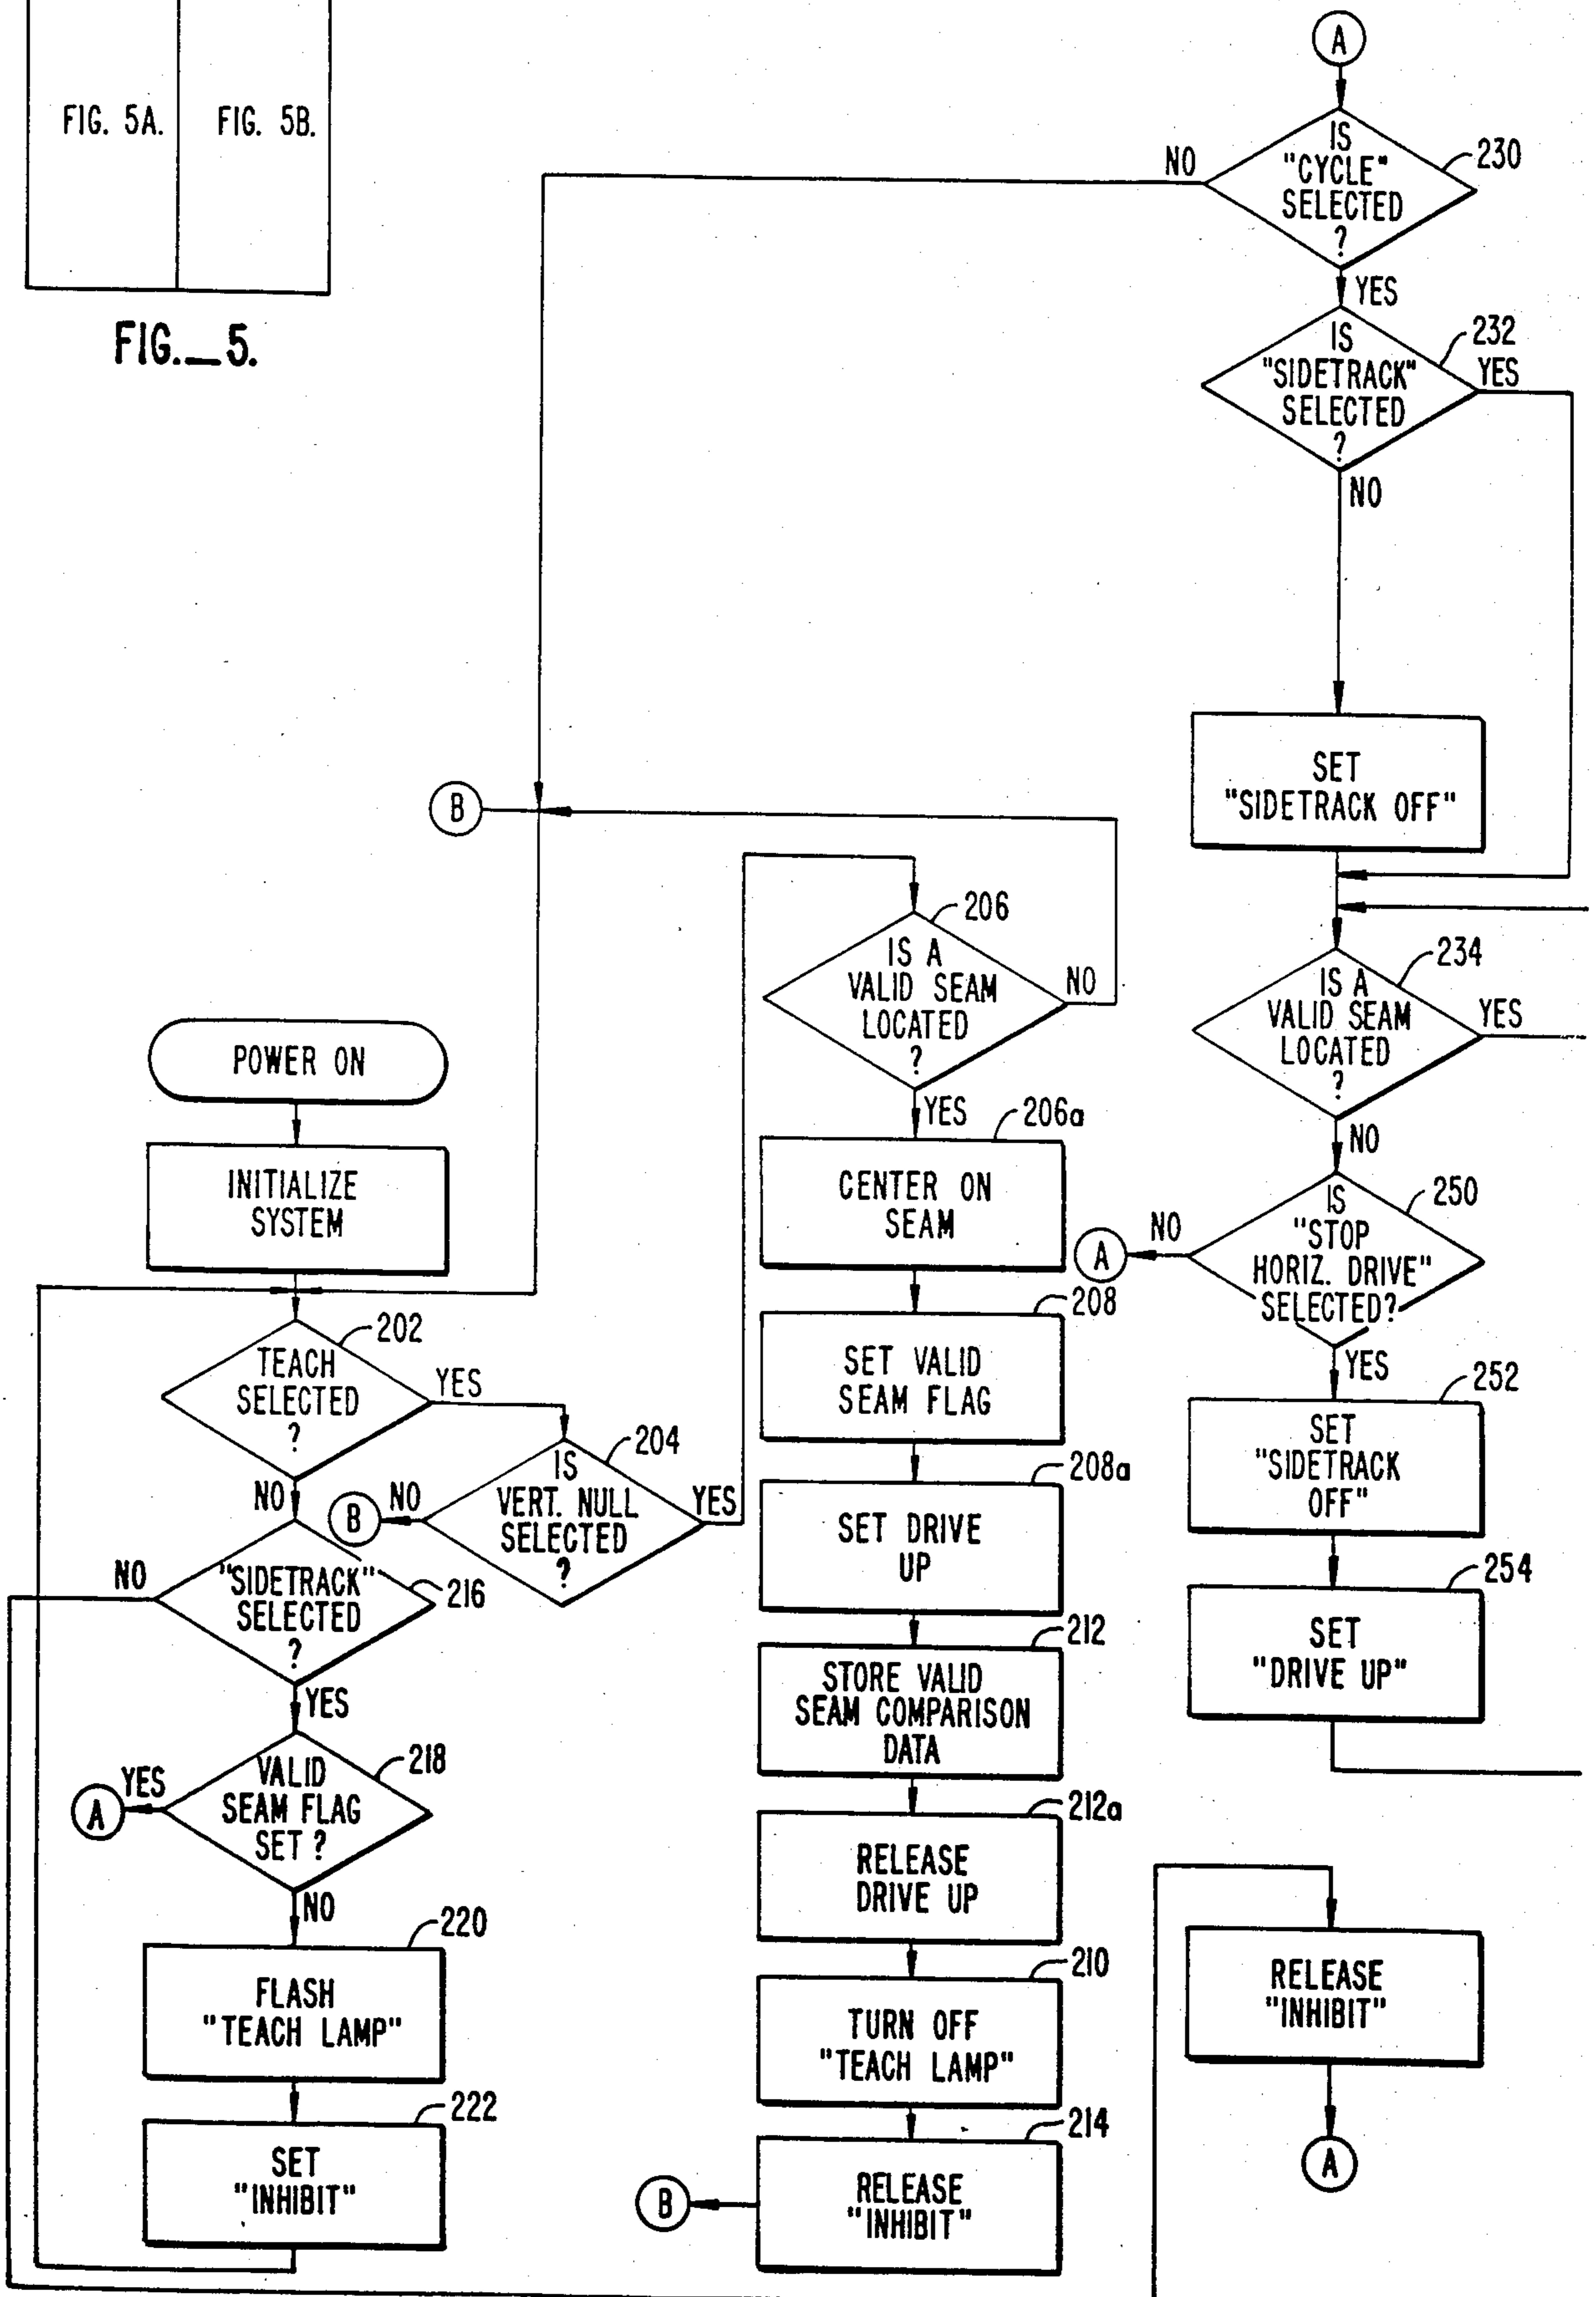 FIG. 5A.
FIG. 5B.
FIG. 5.
A
IS
"CYCLE"
SELECTED
?
230
NO
YES
IS
"SIDETRACK"
SELECTED
?
232
YES
NO
SET
"SIDETRACK OFF"
B
206
IS A
VALID SEAM
LOCATED
?
NO
YES
234
IS A
VALID SEAM
LOCATED
?
YES
NO
POWER ON
INITIALIZE
SYSTEM
206a
CENTER ON
SEAM
250
IS
"STOP
HORIZ. DRIVE"
SELECTED?
NO
A
YES
202
TEACH
SELECTED
?
YES
NO
208
SET VALID
SEAM FLAG
252
SET
"SIDETRACK
OFF"
204
IS
VERT. NULL
SELECTED
?
NO
B
YES
208a
SET DRIVE
UP
254
SET
"DRIVE UP"
"SIDETRACK"
SELECTED
?
216
NO
YES
212
STORE VALID
SEAM COMPARISON
DATA
218
VALID
SEAM FLAG
SET ?
YES
A
NO
212a
RELEASE
DRIVE UP
220
FLASH
"TEACH LAMP"
210
TURN OFF
"TEACH LAMP"
RELEASE
"INHIBIT"
A
222
SET
"INHIBIT"
214
RELEASE
"INHIBIT"
B